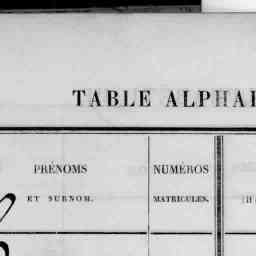 TABLE ALPHA
PRÉNOMS
ET SURNOM.
NUMÉROS
MATRICULES.